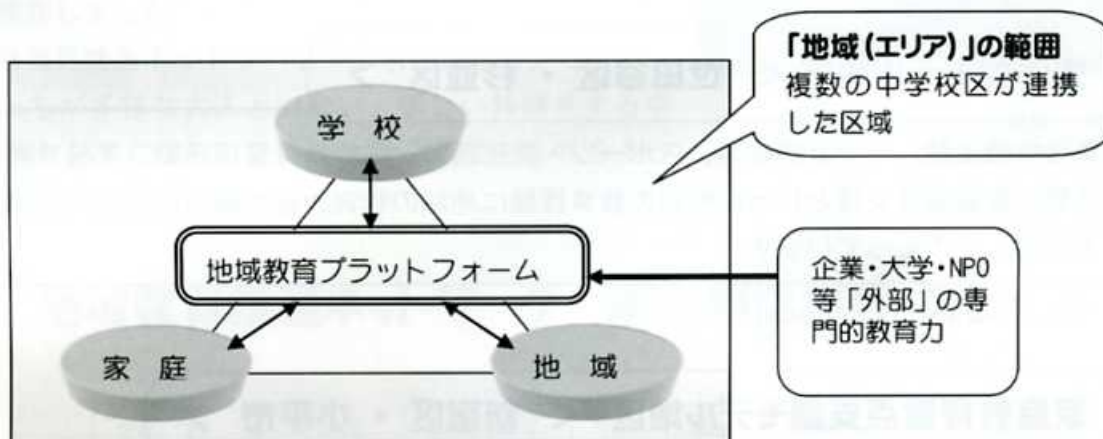 「地域(エリア)」の範囲
複数の中学校区が連携
した区域
学 校
地域教育プラットフォーム
企業・大学・NPO
等「外部」の専
門的教育力
家 庭
地 域